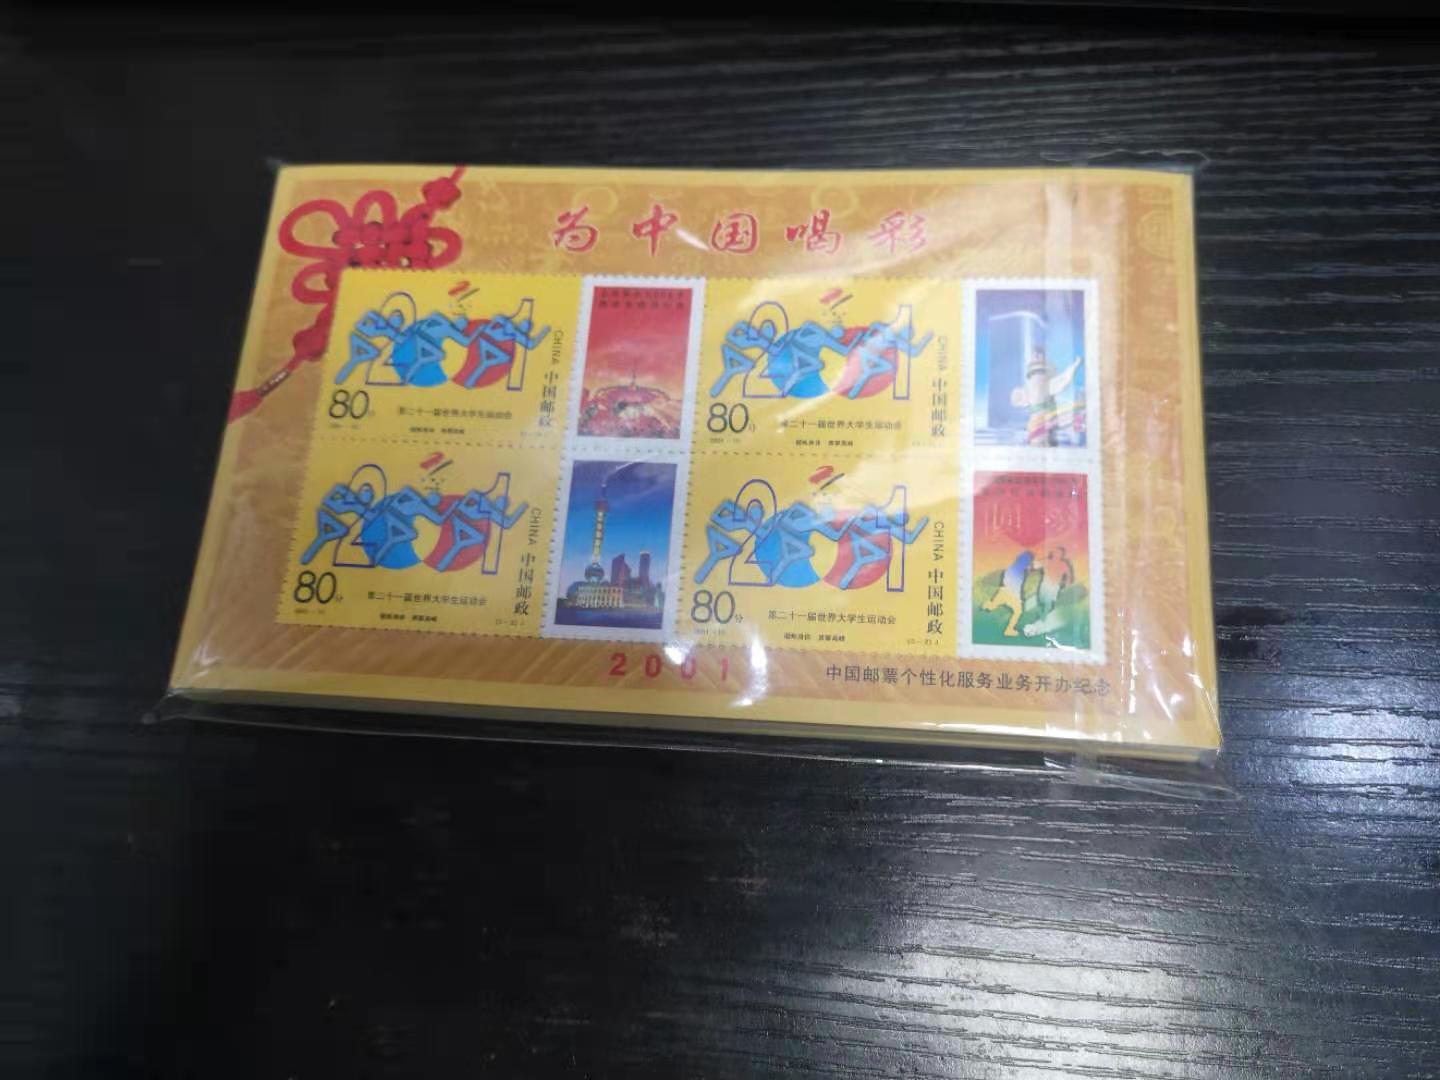 为中国喝彩
CHINA 中国邮政
80分
第二十一届世界大学生运动会
CHINA 中国邮政
80分
第二十一届世界大学生运动会
CHINA 中国邮政
80分
第二十一届世界大学生运动会
CHINA 中国邮政
80分
第二十一届世界大学生运动会
2001
中国邮票个性化服务业务开办纪念